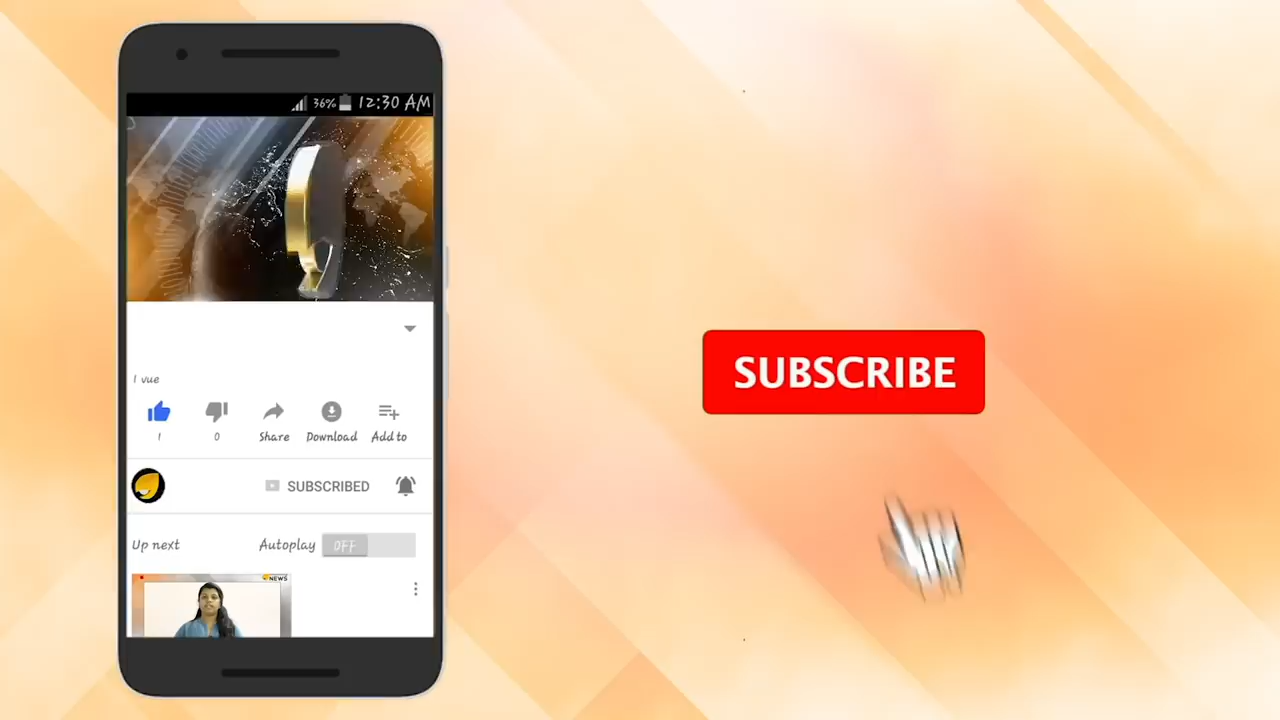 36% 12:30 AM
1 vue
1 0 Share Download Add to
SUBSCRIBED
Up next Autoplay OFF
NEWS
SUBSCRIBE